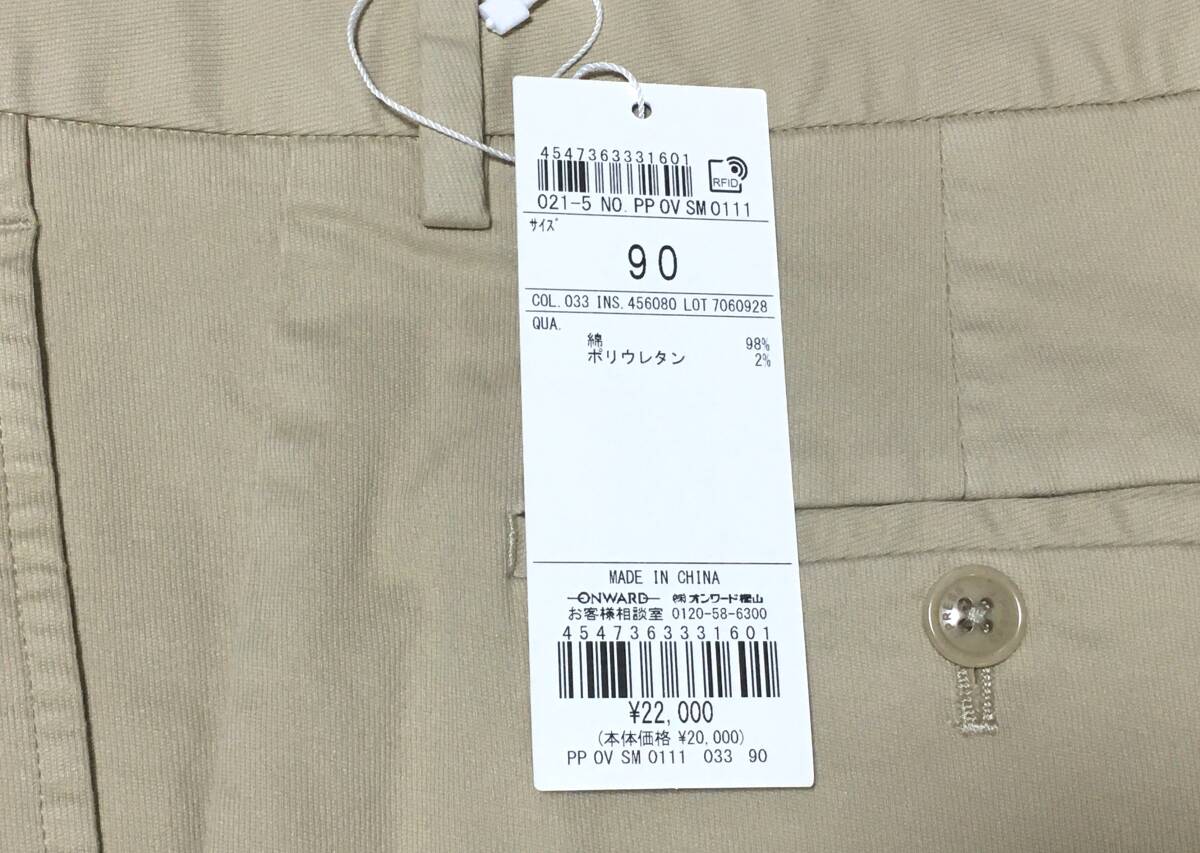 4547363331601
RFID
021-5 NO. PP OV SM 0111
サイズ
90
COL. 033 INS. 456080 LOT 7060928
QUA.
綿 98%
ポリウレタン 2%
MADE IN CHINA
ONWARD ㈱オンワード樫山
お客様相談室 0120-58-6300
4547363331601
¥22,000
(本体価格 ¥20,000)
PP OV SM 0111 033 90